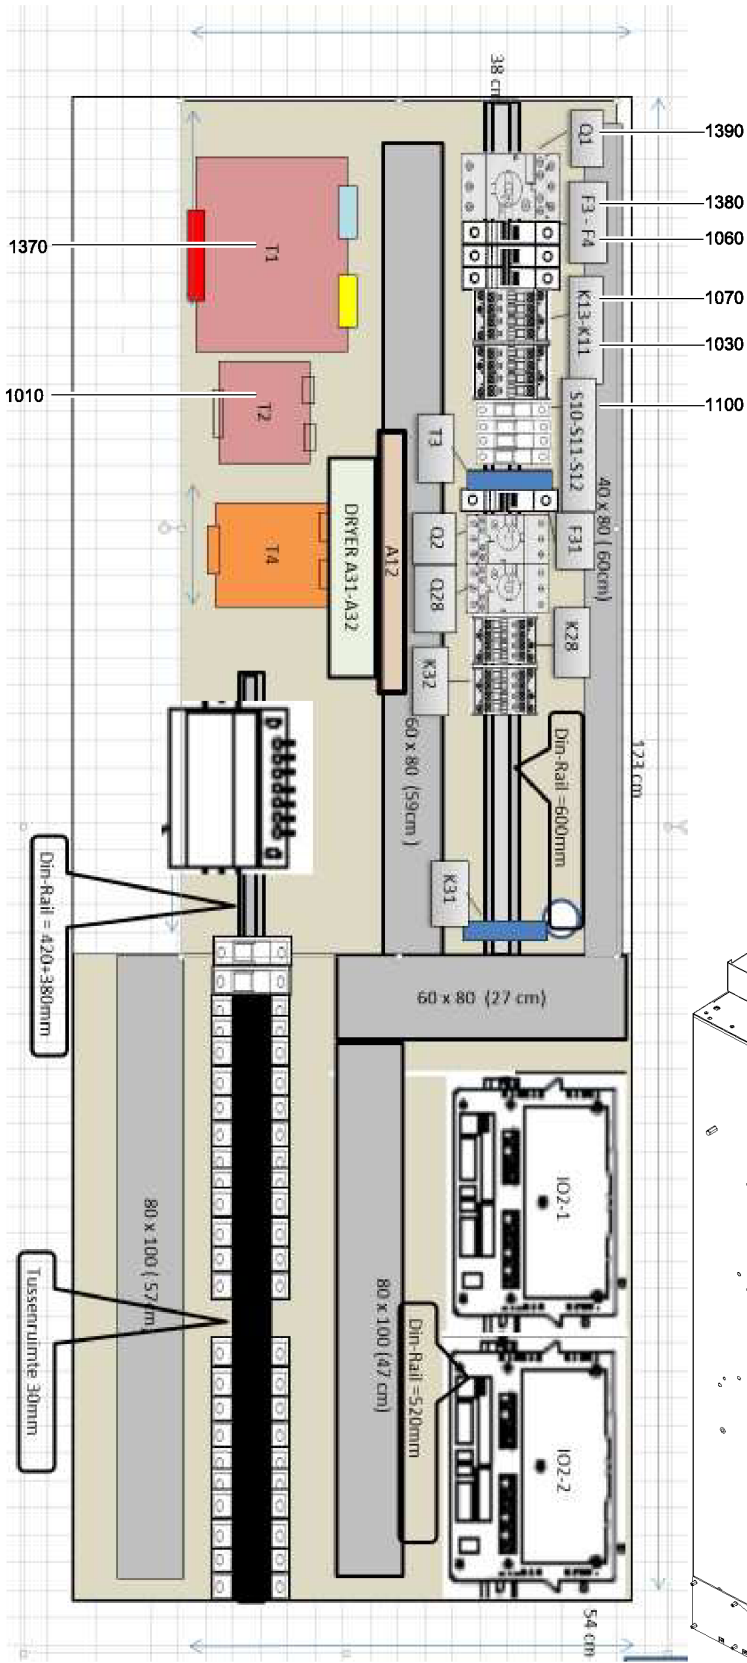 38 cm
Q1
1390
F3 - F4
1380
1060
1370
T1
K13-K11
1070
1030
1010
T2
S10-S11-S12
1100
T3
40 x 80 ( 60cm)
DRYER A31-A32
A12
T4
Q2
F31
Q28
K28
K32
60 x 80 (59cm )
Din-Rail =600mm
123 cm
K31
Din-Rail = 420+380mm
60 x 80 (27 cm)
IO2-1
80 x 100 ( 57cm)
80 x 100 (47 cm)
Tussenruimte 30mm
Din-Rail =520mm
IO2-2
54 cm